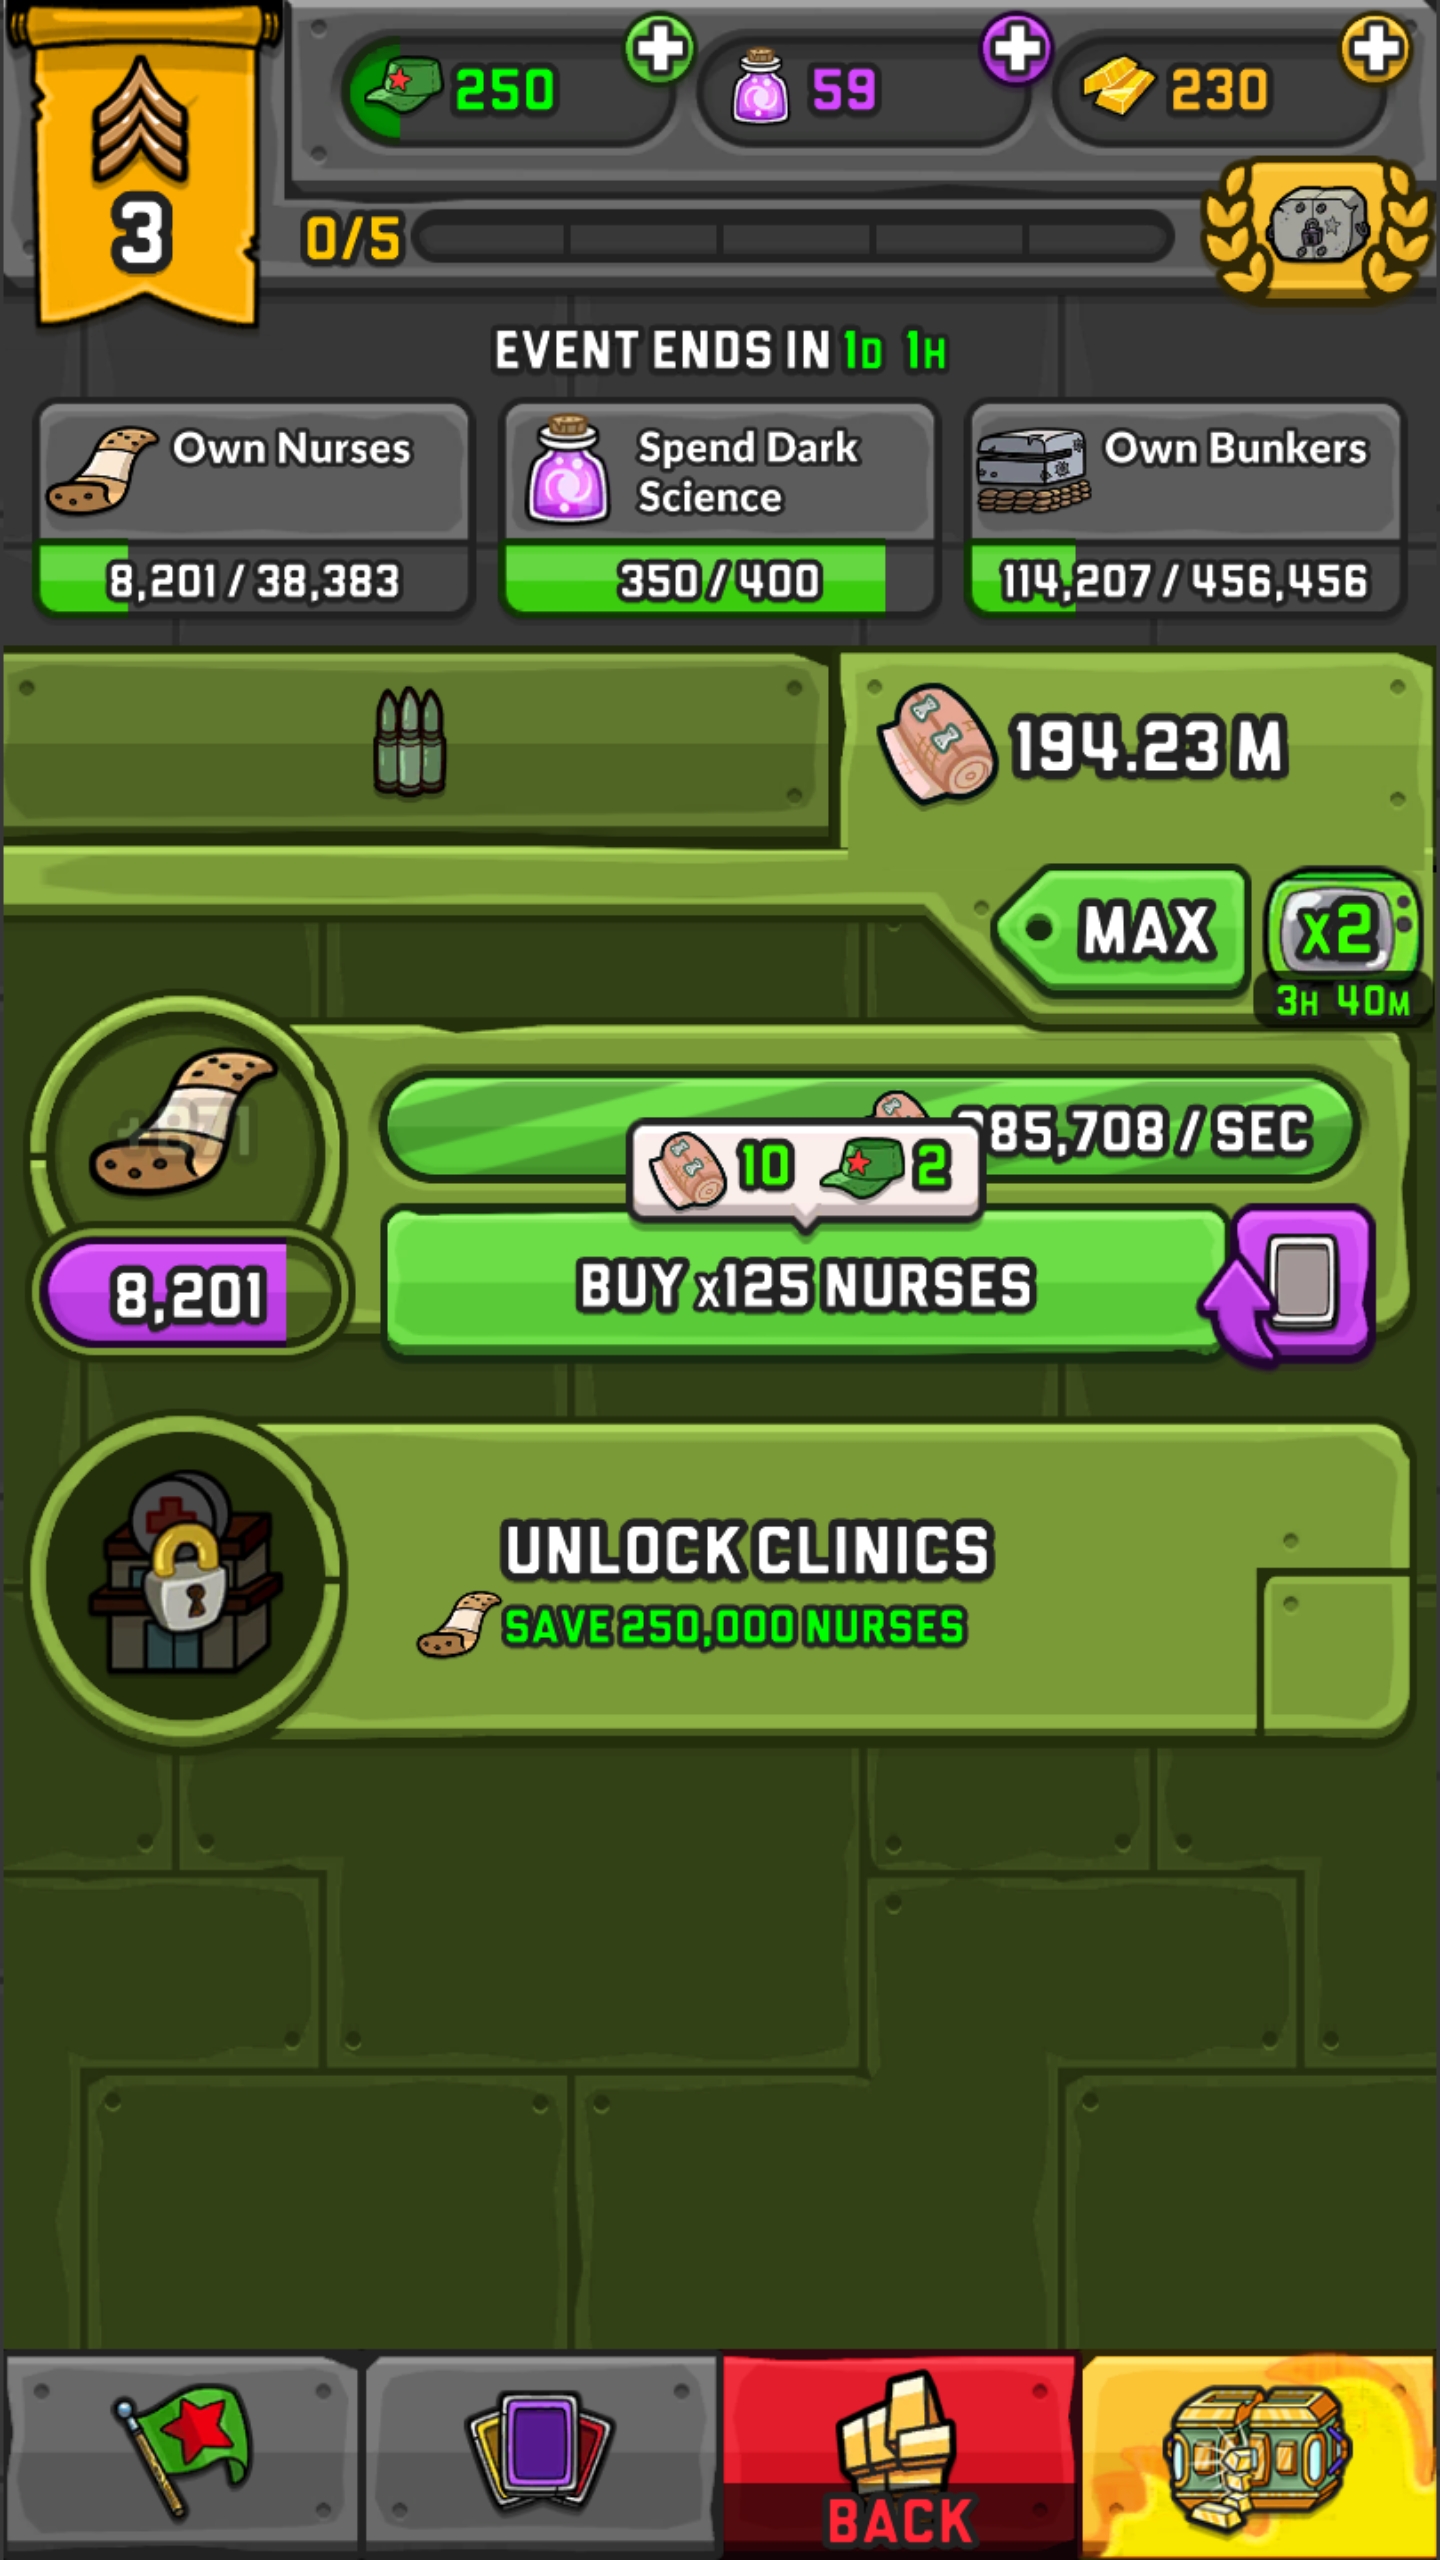 250
59
230
3
0/5
EVENT ENDS IN 1D 1H
Own Nurses
Spend Dark
Science
Own Bunkers
8,201 / 38,383
350 / 400
114,207 / 456,456
194.23 M
MAX
x2
3H 40M
85,708 / SEC
10
2
8,201
BUY x125 NURSES
UNLOCK CLINICS
SAVE 250,000 NURSES
BACK